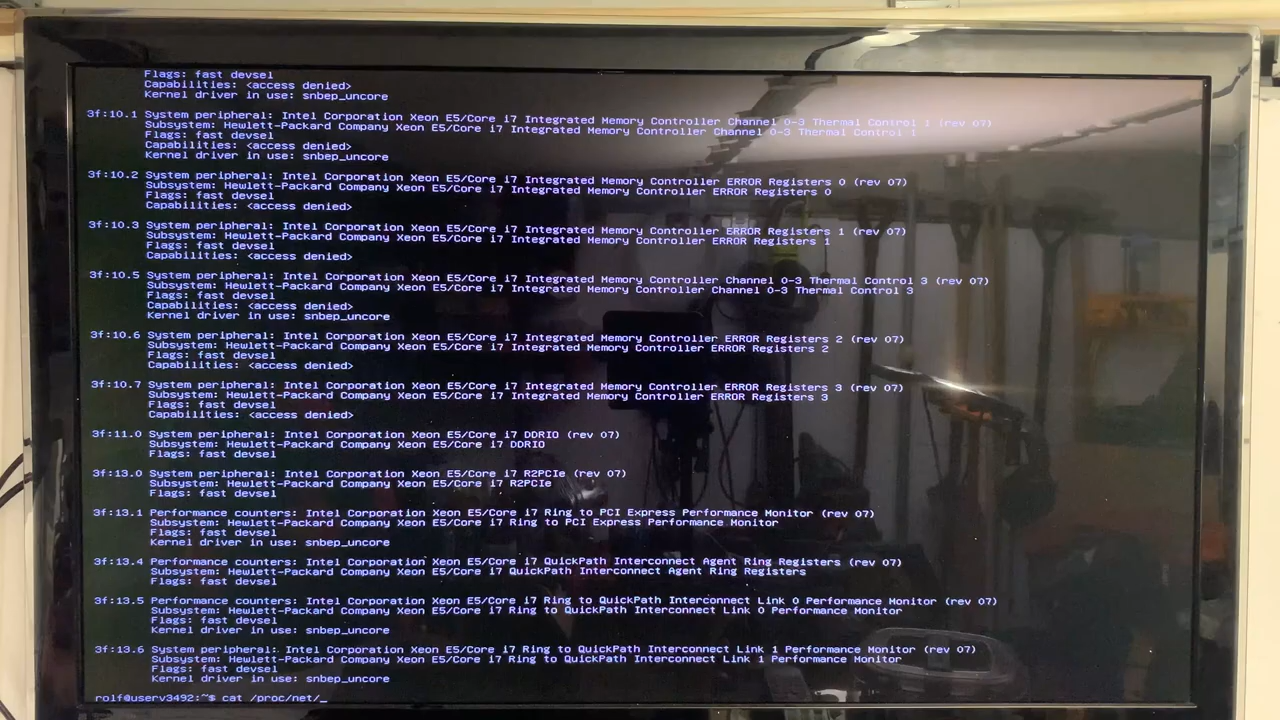 Flags: fast devsel
Capabilities: <access denied>
Kernel driver in use: snbep_uncore
3f:10.1 System peripheral: Intel Corporation Xeon E5/Core i7 Integrated Memory Controller Channel 0-3 Thermal Control 1 (rev 07)
Subsystem: Hewlett-Packard Company Xeon E5/Core i7 Integrated Memory Controller Channel 0-3 Thermal Control 1
Flags: fast devsel
Capabilities: <access denied>
Kernel driver in use: snbep_uncore
3f:10.2 System peripheral: Intel Corporation Xeon E5/Core i7 Integrated Memory Controller ERROR Registers 0 (rev 07)
Subsystem: Hewlett-Packard Company Xeon E5/Core i7 Integrated Memory Controller ERROR Registers 0
Flags: fast devsel
Capabilities: <access denied>
3f:10.3 System peripheral: Intel Corporation Xeon E5/Core i7 Integrated Memory Controller ERROR Registers 1 (rev 07)
Subsystem: Hewlett-Packard Company Xeon E5/Core i7 Integrated Memory Controller ERROR Registers 1
Flags: fast devsel
Capabilities: <access denied>
3f:10.5 System peripheral: Intel Corporation Xeon E5/Core i7 Integrated Memory Controller Channel 0-3 Thermal Control 3 (rev 07)
Subsystem: Hewlett-Packard Company Xeon E5/Core i7 Integrated Memory Controller Channel 0-3 Thermal Control 3
Flags: fast devsel
Capabilities: <access denied>
Kernel driver in use: snbep_uncore
3f:10.6 System peripheral: Intel Corporation Xeon E5/Core i7 Integrated Memory Controller ERROR Registers 2 (rev 07)
Subsystem: Hewlett-Packard Company Xeon E5/Core i7 Integrated Memory Controller ERROR Registers 2
Flags: fast devsel
Capabilities: <access denied>
3f:10.7 System peripheral: Intel Corporation Xeon E5/Core i7 Integrated Memory Controller ERROR Registers 3 (rev 07)
Subsystem: Hewlett-Packard Company Xeon E5/Core i7 Integrated Memory Controller ERROR Registers 3
Flags: fast devsel
Capabilities: <access denied>
3f:11.0 System peripheral: Intel Corporation Xeon E5/Core i7 DDRIO (rev 07)
Subsystem: Hewlett-Packard Company Xeon E5/Core i7 DDRIO
Flags: fast devsel
3f:13.0 System peripheral: Intel Corporation Xeon E5/Core i7 R2PCIe (rev 07)
Subsystem: Hewlett-Packard Company Xeon E5/Core i7 R2PCIe
Flags: fast devsel
3f:13.1 Performance counters: Intel Corporation Xeon E5/Core i7 Ring to PCI Express Performance Monitor (rev 07)
Subsystem: Hewlett-Packard Company Xeon E5/Core i7 Ring to PCI Express Performance Monitor
Flags: fast devsel
Kernel driver in use: snbep_uncore
3f:13.4 Performance counters: Intel Corporation Xeon E5/Core i7 QuickPath Interconnect Agent Ring Registers (rev 07)
Subsystem: Hewlett-Packard Company Xeon E5/Core i7 QuickPath Interconnect Agent Ring Registers
Flags: fast devsel
3f:13.5 Performance counters: Intel Corporation Xeon E5/Core i7 Ring to QuickPath Interconnect Link 0 Performance Monitor (rev 07)
Subsystem: Hewlett-Packard Company Xeon E5/Core i7 Ring to QuickPath Interconnect Link 0 Performance Monitor
Flags: fast devsel
Kernel driver in use: snbep_uncore
3f:13.6 System peripheral: Intel Corporation Xeon E5/Core i7 Ring to QuickPath Interconnect Link 1 Performance Monitor (rev 07)
Subsystem: Hewlett-Packard Company Xeon E5/Core i7 Ring to QuickPath Interconnect Link 1 Performance Monitor
Flags: fast devsel
Kernel driver in use: snbep_uncore
rolf@userv3492:~$ cat /proc/net/_